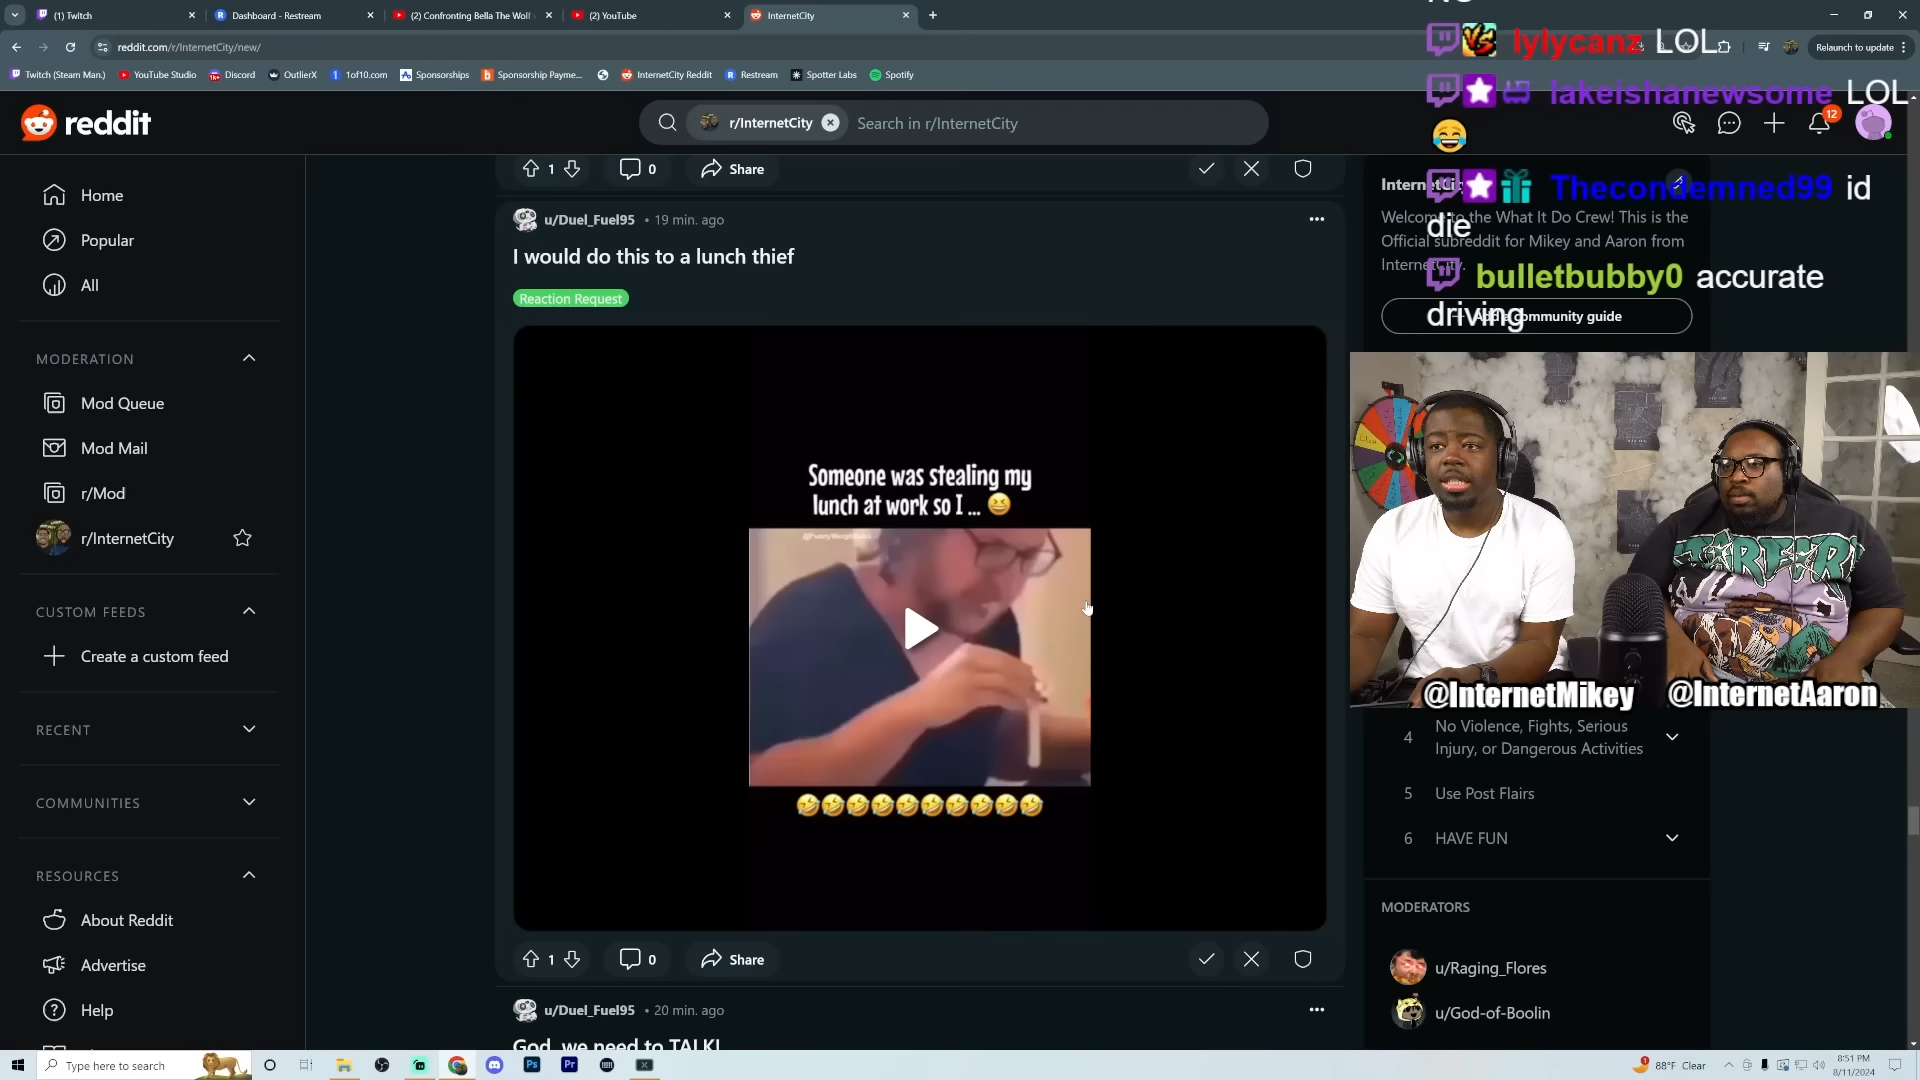 (1) Twitch
Dashboard - Restream
(2) Confronting Bella The Wolf
(2) YouTube
InternetCity
reddit.com/r/InternetCity/new/
Relaunch to update
Twitch (Steam Man.)
YouTube Studio
Discord
OutlierX
1of10.com
Sponsorships
Sponsorship Payme...
InternetCity Reddit
Restream
Spotter Labs
Spotify
lylycanz LOL
lakeishanewsome LOL
😂
Thecondemned99 id
die
bulletbubby0 accurate
driving
reddit
r/InternetCity
Search in r/InternetCity
12
Home
Popular
All
MODERATION
Mod Queue
Mod Mail
r/Mod
r/InternetCity
CUSTOM FEEDS
Create a custom feed
RECENT
COMMUNITIES
RESOURCES
About Reddit
Advertise
Help
1
0
Share
u/Duel_Fuel95 • 19 min. ago
I would do this to a lunch thief
Reaction Request
Someone was stealing my
lunch at work so I ... 😆
🤣🤣🤣🤣🤣🤣🤣🤣🤣🤣
1
0
Share
u/Duel_Fuel95 • 20 min. ago
God, we need to TALK!
Welcome to the What It Do Crew! This is the
Official subreddit for Mikey and Aaron from
InternetCity.
community guide
@InternetMikey
@InternetAaron
4 No Violence, Fights, Serious
Injury, or Dangerous Activities
5 Use Post Flairs
6 HAVE FUN
MODERATORS
u/Raging_Flores
u/God-of-Boolin
Type here to search
88°F Clear
8:51 PM
8/11/2024